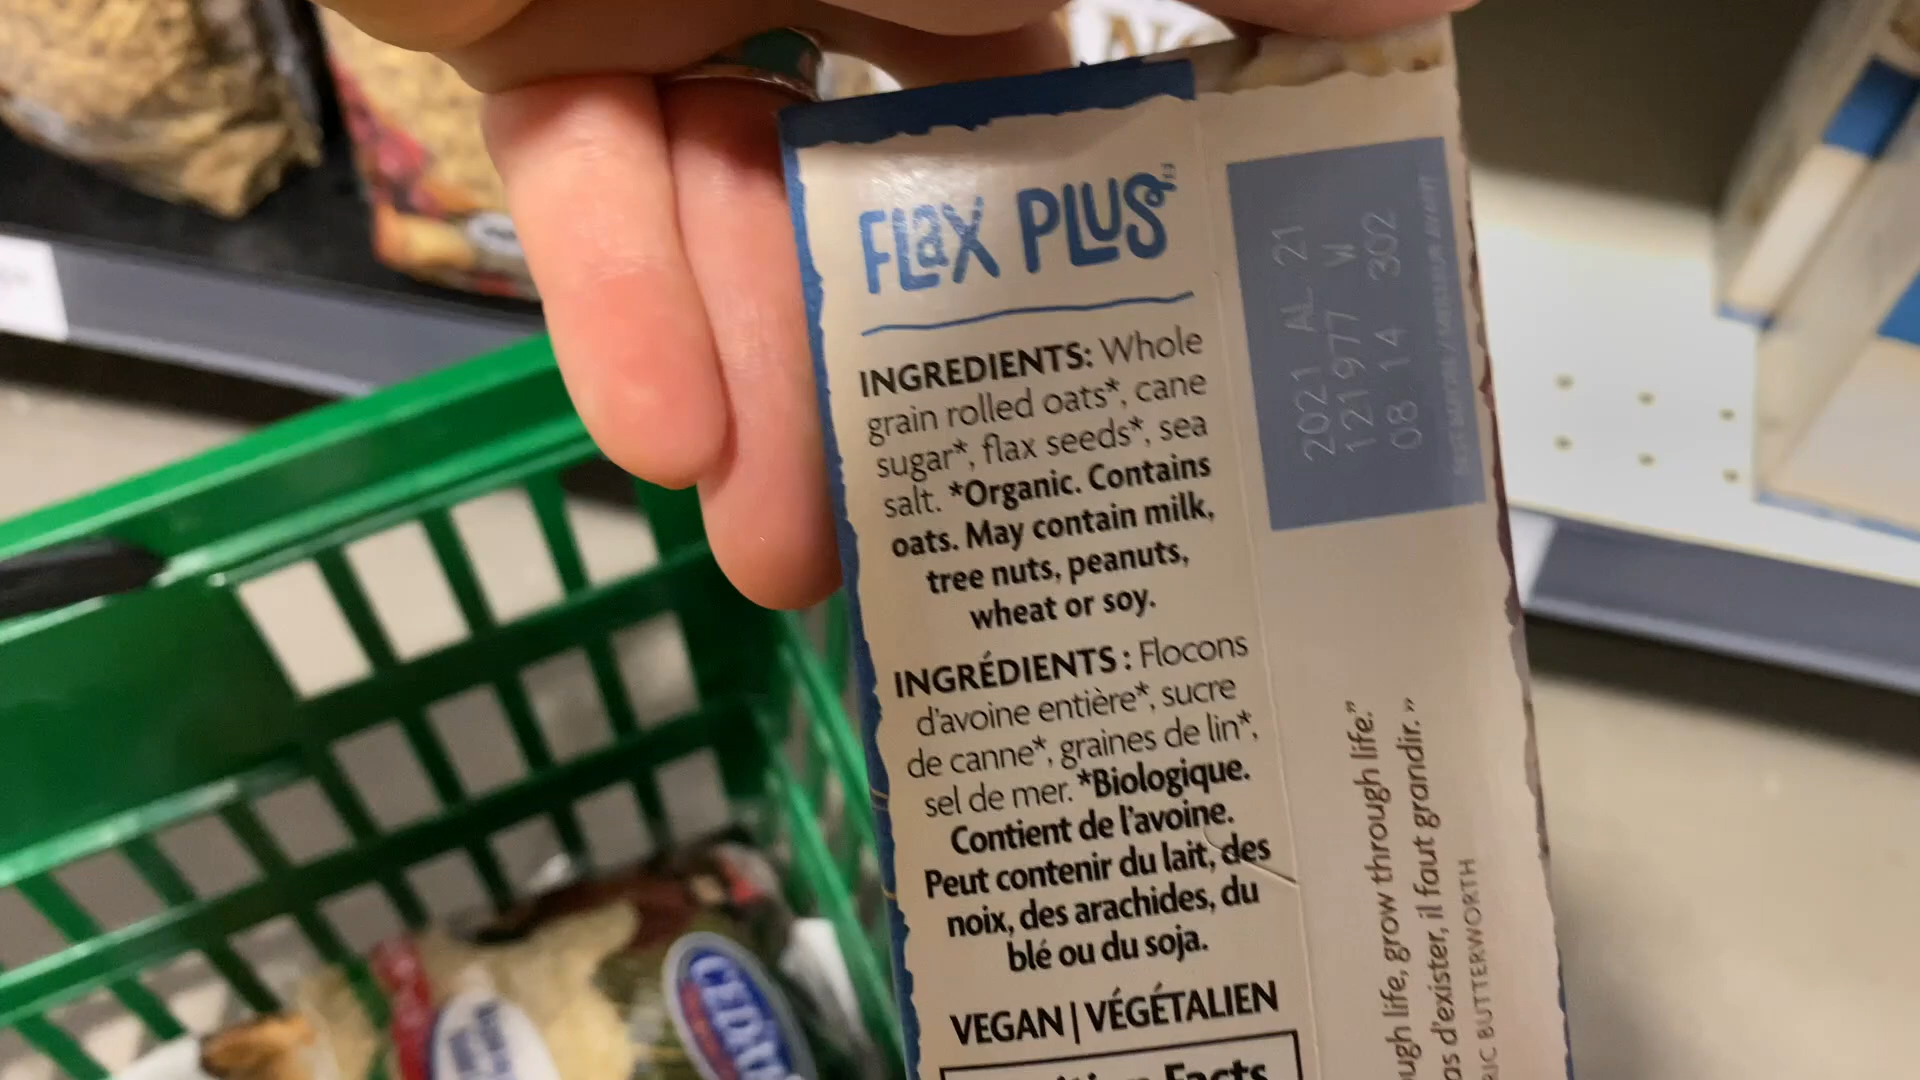 FLax PLUS
INGREDIENTS: Whole
grain rolled oats*, cane
sugar*, flax seeds*, sea
salt. *Organic. Contains
oats. May contain milk,
tree nuts, peanuts,
wheat or soy.
INGRÉDIENTS : Flocons
d'avoine entière*, sucre
de canne*, graines de lin*,
sel de mer. *Biologique.
Contient de l'avoine.
Peut contenir du lait, des
noix, des arachides, du
blé ou du soja.
VEGAN | VÉGÉTALIEN
Facts
2021 AL 21
121977 W
08 14 302
life, grow through life.”
d'exister, il faut grandir. »
BUTTERWORTH